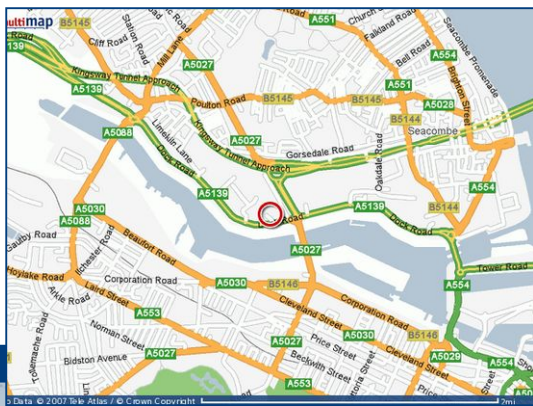 multimap
B5145
Cliff Road
Station Road
Mill Lane
A551
Church
Falkland Road
A554
Seacombe Promenade
Road
A5139
Kingsway Tunnel Approach
A5027
Bell Road
A551
Brighton Street
A5139
Poulton Road
B5145
B5145
A5028
A5088
Limekiln Lane
Kingsway Tunnel Approach
A5027
B5144
Seacombe
Gorsedale Road
Oakdale Road
Dock Road
A5139
A554
B5144
A5030
A5088
Road
A5139
Dock Road
Gautby Road
Ilchester Road
Beaufort Road
A5027
A554
Tower Road
Hoylake Road
Corporation Road
A5030
B5146
Corporation Road
Arkle Road
Laird Street
A553
Cleveland Street
A5030
B5146
Norman Street
Price Street
A5029
Tollemache Road
Bidston Avenue
A5027
A5027
Beckwith Street
Victoria Street
Cleveland Street
A554
A553
Data © 2007 Tele Atlas / © Crown Copyright
2mi